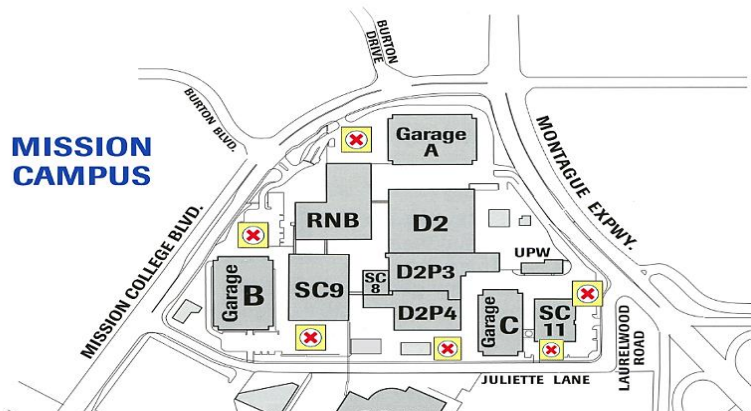 BURTON
DRIVE
BURTON BLVD.
MISSION
CAMPUS
Garage
A
MONTAGUE EXPWY.
MISSION COLLEGE BLVD.
RNB
D2
UPW
D2P3
SC
8
SC9
Garage
B
D2P4
Garage
C
SC
11
LAURELWOOD
ROAD
JULIETTE LANE